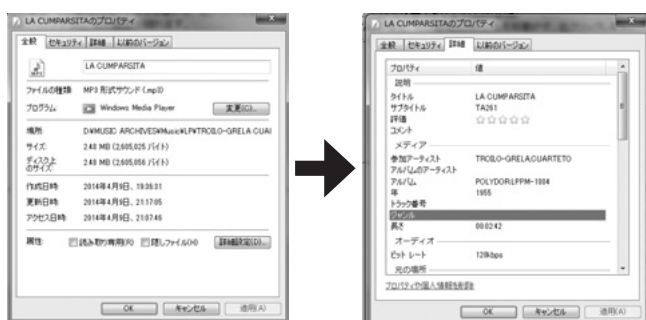 LA CUMPARSITAのプロパティ
全般 セキュリティ 詳細 以前のバージョン
LA CUMPARSITA
ファイルの種類: MP3 形式サウンド (.mp3)
プログラム: Windows Media Player 変更(C)...
場所: D:¥MUSIC ARCHIVES¥Music¥LP¥TROILO-GRELA CUAR
サイズ: 2.48 MB (2,605,025 バイト)
ディスク上
のサイズ: 2.48 MB (2,605,056 バイト)
作成日時: 2014年4月9日、19:36:31
更新日時: 2014年4月9日、21:17:05
アクセス日時: 2014年4月9日、21:07:46
属性: 読み取り専用(R) 隠しファイル(H) 詳細設定(D)...
OK キャンセル 適用(A)
LA CUMPARSITAのプロパティ
全般 セキュリティ 詳細 以前のバージョン
プロパティ 値
説明
タイトル LA CUMPARSITA
サブタイトル TA261
評価 ☆☆☆☆☆
コメント
メディア
参加アーティスト TROILO-GRELA,CUARTETO
アルバムのアーティスト
アルバム POLYDOR:LPPM-1884
年 1955
トラック番号
ジャンル
長さ 00:02:42
オーディオ
ビット レート 128kbps
元の場所
プロパティや個人情報を削除
OK キャンセル 適用(A)